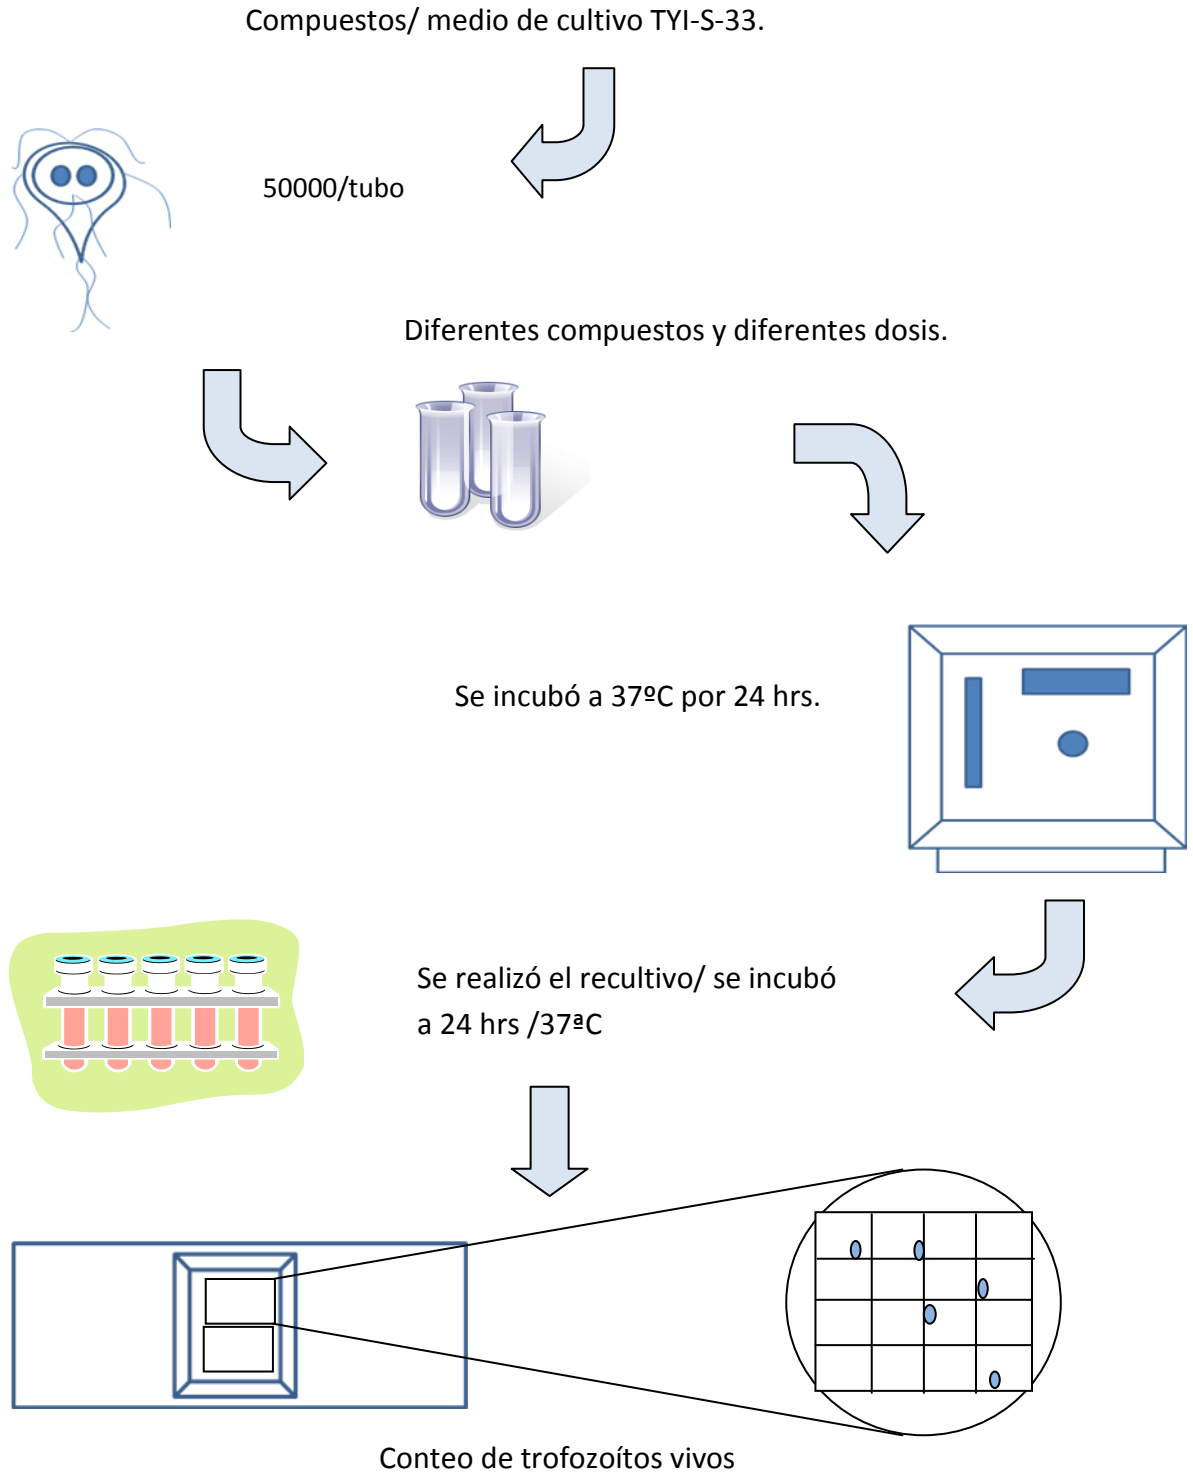 Compuestos/ medio de cultivo TYI-S-33.
50000/tubo
Diferentes compuestos y diferentes dosis.
Se incubó a 37ºC por 24 hrs.
Se realizó el recultivo/ se incubó
a 24 hrs /37ªC
Conteo de trofozoítos vivos